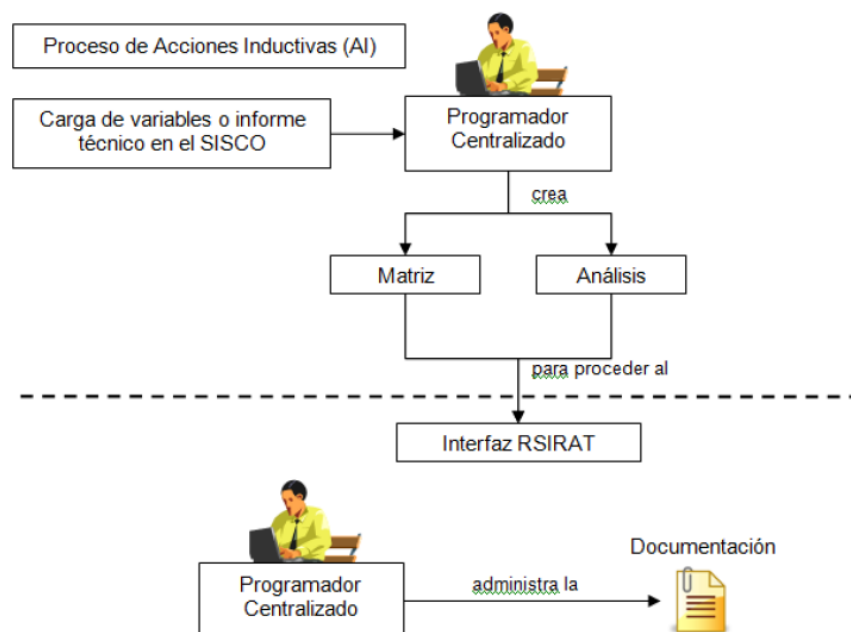 Proceso de Acciones Inductivas (AI)
Carga de variables o informe
técnico en el SISCO
Programador
Centralizado
crea
Matriz
Análisis
para proceder al
Interfaz RSIRAT
Programador
Centralizado
administra la
Documentación